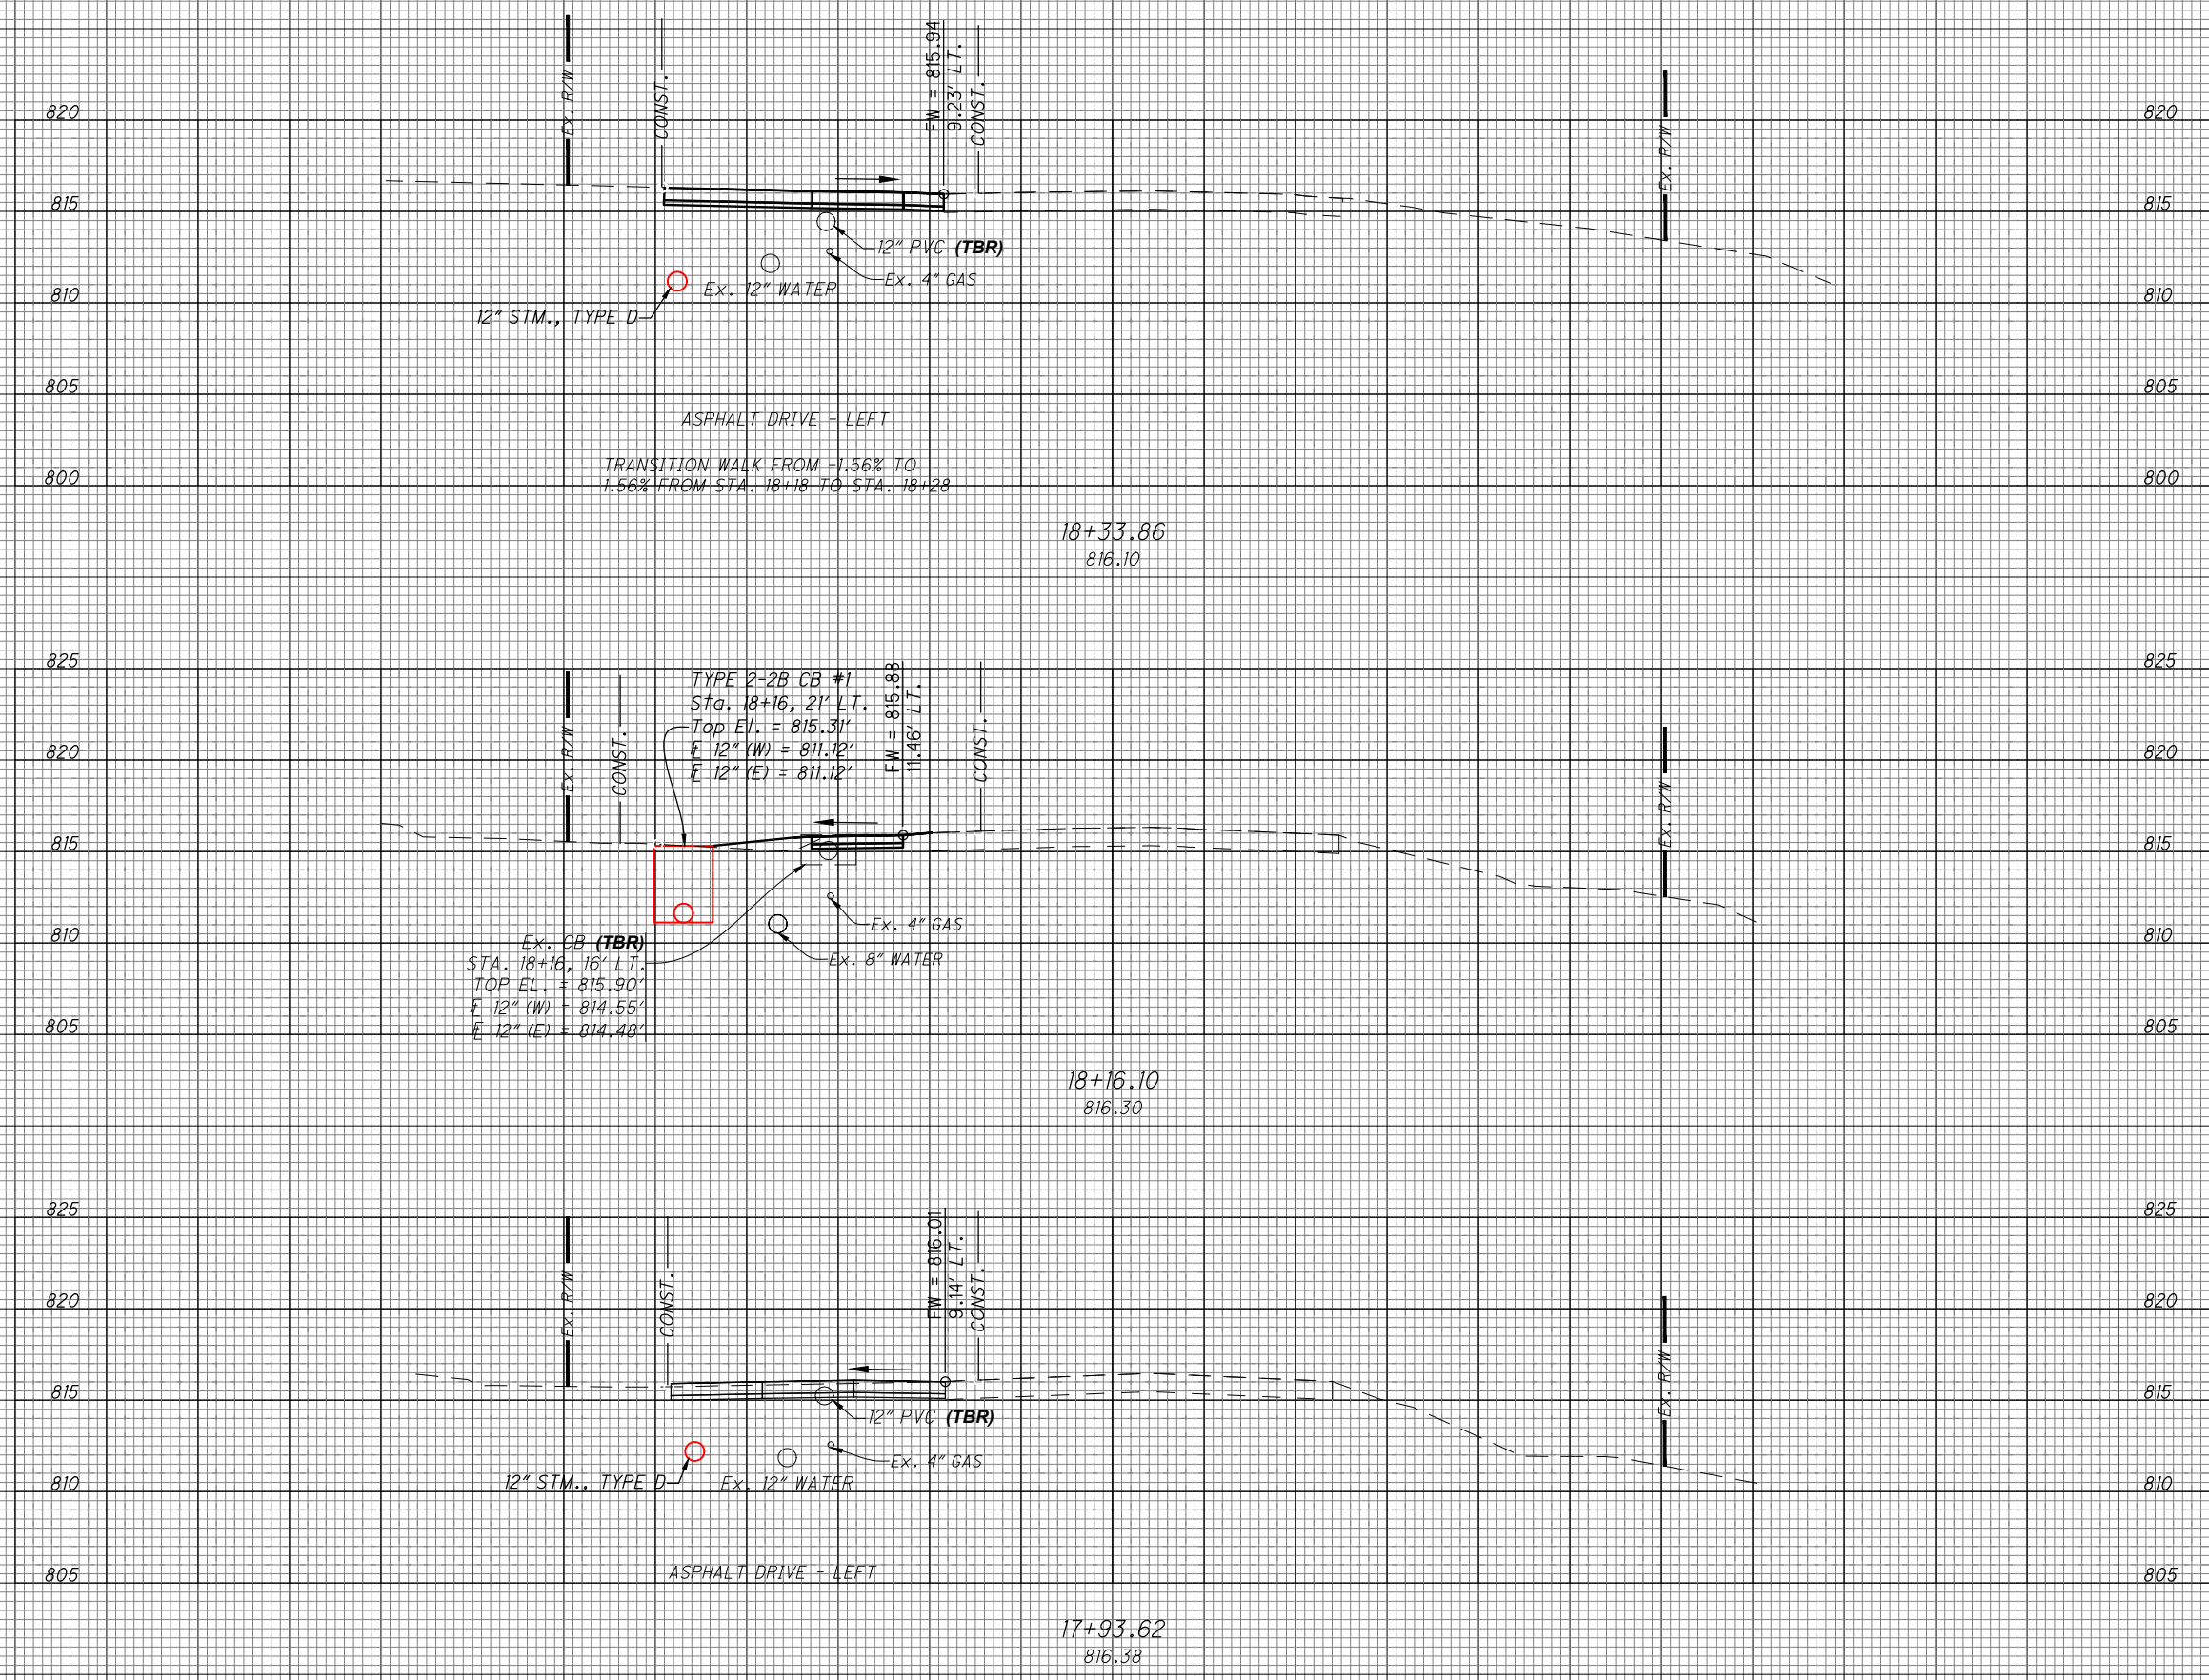 Ex. R/W
CONST.
FW = 815.94
9.23' LT.
CONST.
Ex. R/W
820 820
815 815
12" PVC (TBR)
Ex. 4" GAS
Ex. 12" WATER
810 810
12" STM., TYPE D
805 805
ASPHALT DRIVE - LEFT
TRANSITION WALK FROM -1.56% TO
1.56% FROM STA. 18+18 TO STA. 18+28
800 800
18+33.86
816.10
825 825
Ex. R/W
CONST.
TYPE 2-2B CB #1
Sta. 18+16, 21' LT.
Top El. = 815.31'
12" (W) = 811.12'
12" (E) = 811.12'
FW = 815.88
11.46' LT.
CONST.
Ex. R/W
820 820
815 815
Ex. 4" GAS
Ex. 8" WATER
810 810
Ex. CB (TBR)
STA. 18+16, 16' LT.
TOP EL. = 815.90'
12" (W) = 814.55'
12" (E) = 814.48'
805 805
18+16.10
816.30
825 825
Ex. R/W
CONST.
FW = 816.01
9.14' LT.
CONST.
Ex. R/W
820 820
815 815
12" PVC (TBR)
Ex. 4" GAS
12" STM., TYPE D
Ex. 12" WATER
810 810
805 805
ASPHALT DRIVE - LEFT
17+93.62
816.38